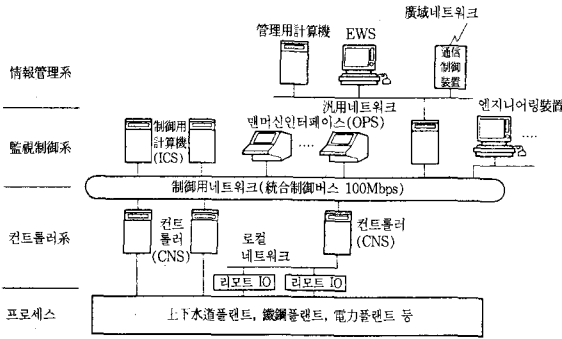 廣域네트워크
管理用計算機
EWS
通信
制御
装置
情報管理系
汎用네트워크
엔지니어링装置
制御用
計算機
(ICS)
맨머신인터페이스(OPS)
監視制御系
制御用네트워크(統合制御버스 100Mbps)
컨트
롤러
(CNS)
로컬
네트워크
컨트롤러
(CNS)
컨트롤러系
리모트 IO
리모트 IO
프로세스
上下水道플랜트, 鐵鋼플랜트, 電力플랜트 등